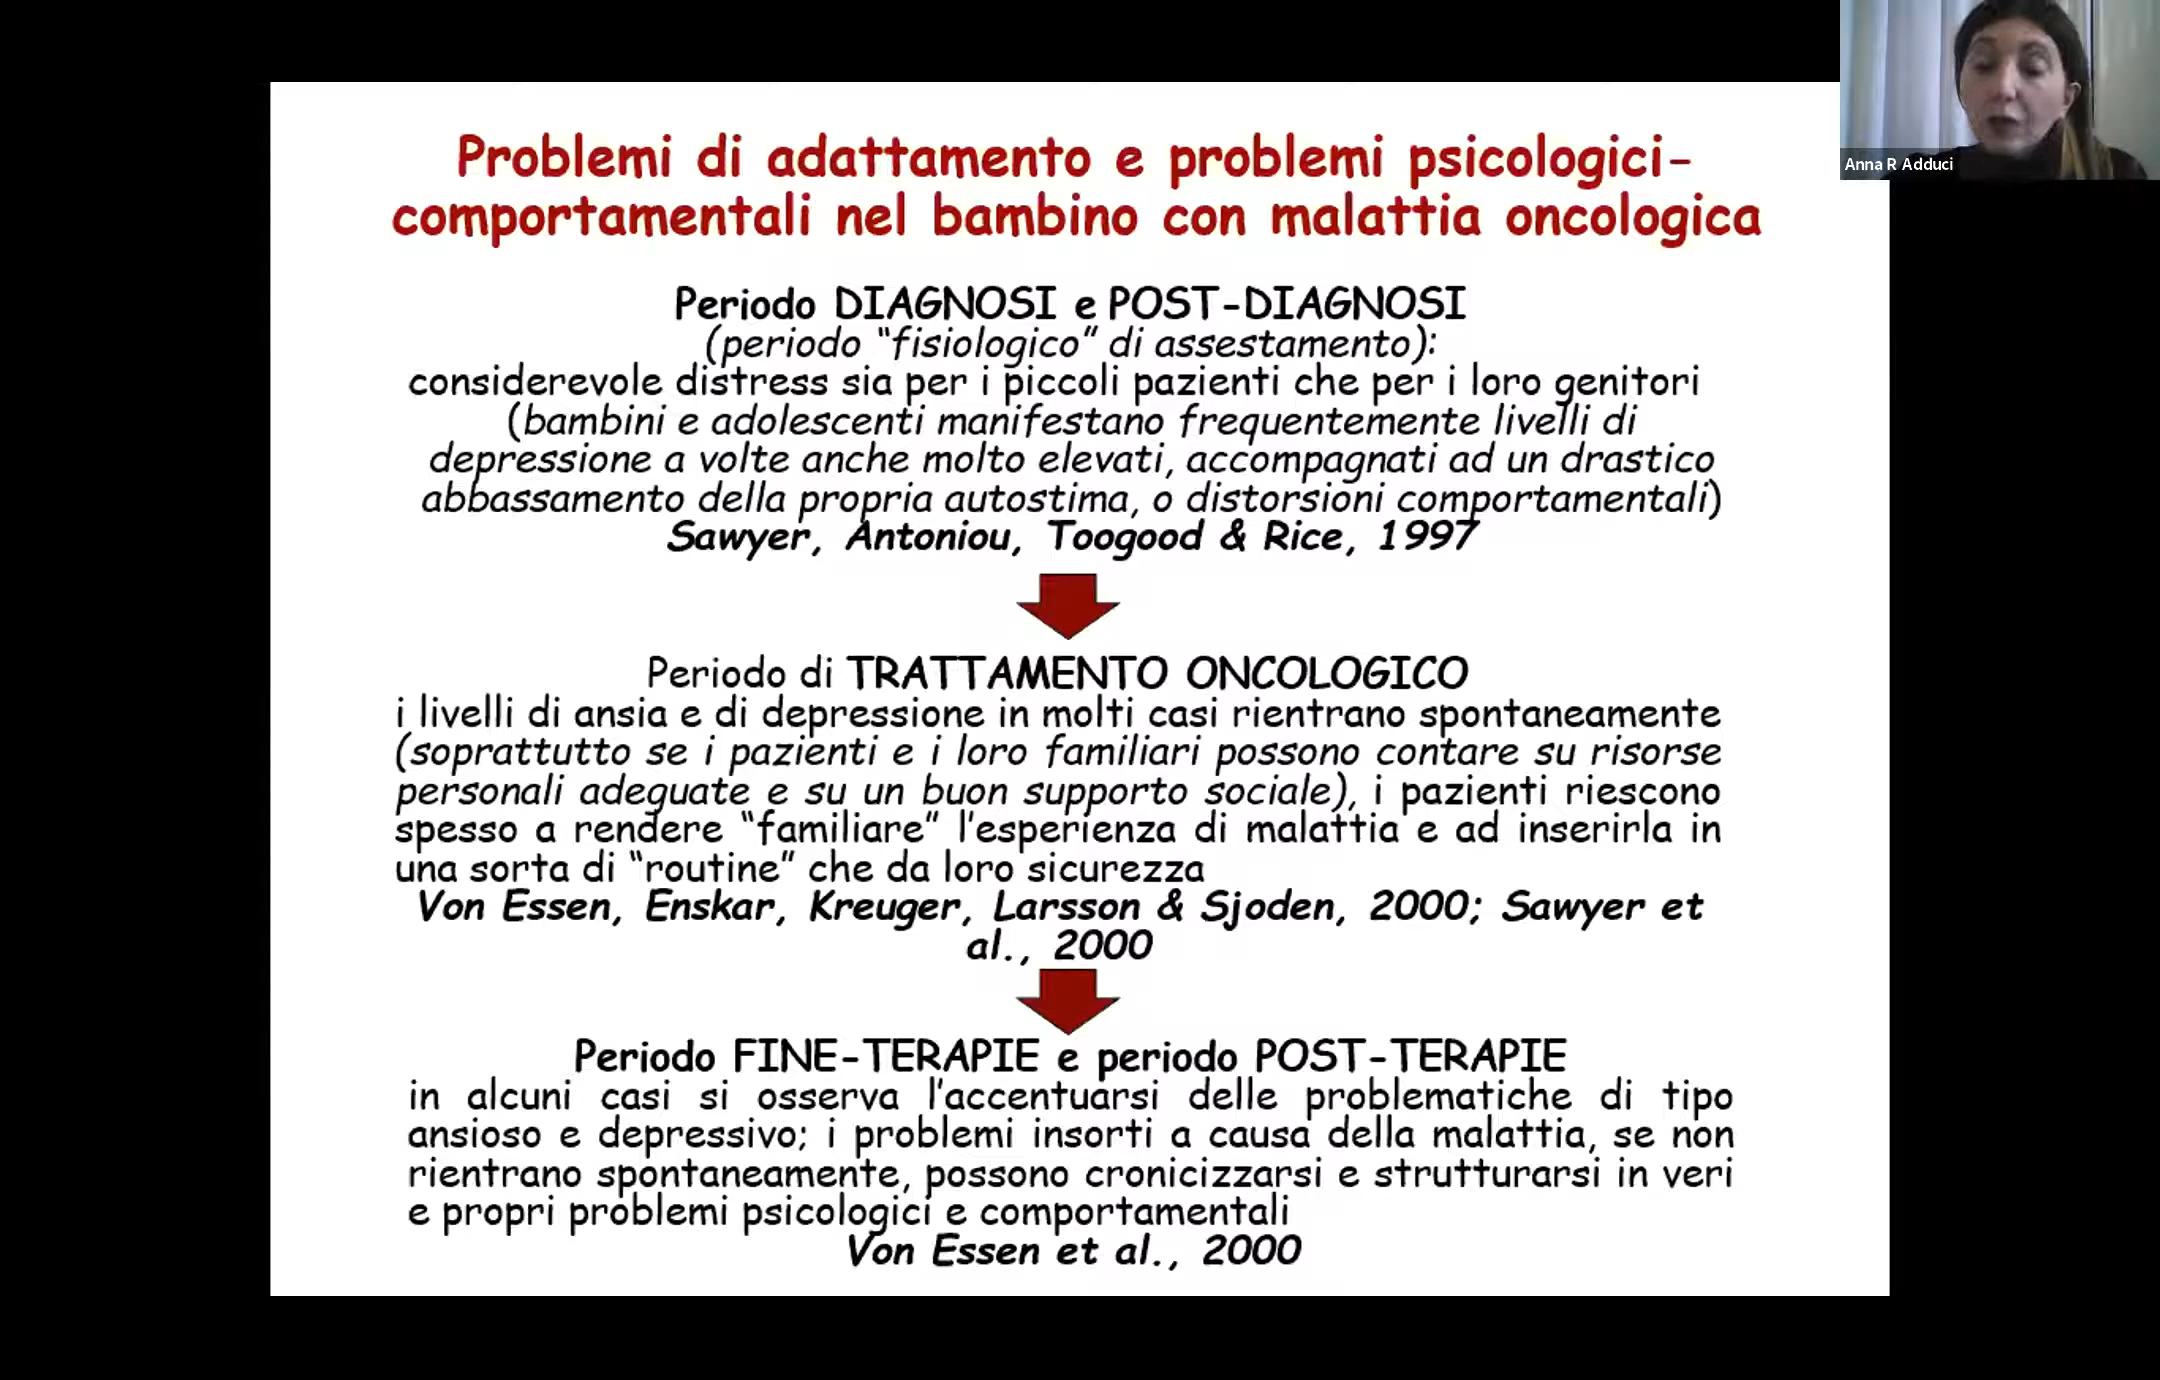 Problemi di adattamento e problemi psicologici-
comportamentali nel bambino con malattia oncologica
Periodo DIAGNOSI e POST-DIAGNOSI
(periodo “fisiologico” di assestamento):
considerevole distress sia per i piccoli pazienti che per i loro genitori
(bambini e adolescenti manifestano frequentemente livelli di
depressione a volte anche molto elevati, accompagnati ad un drastico
abbassamento della propria autostima, o distorsioni comportamentali)
Sawyer, Antoniou, Toogood & Rice, 1997
Periodo di TRATTAMENTO ONCOLOGICO
i livelli di ansia e di depressione in molti casi rientrano spontaneamente
(soprattutto se i pazienti e i loro familiari possono contare su risorse
personali adeguate e su un buon supporto sociale), i pazienti riescono
spesso a rendere “familiare” l’esperienza di malattia e ad inserirla in
una sorta di “routine” che da loro sicurezza
Von Essen, Enskar, Kreuger, Larsson & Sjoden, 2000; Sawyer et
al., 2000
Periodo FINE-TERAPIE e periodo POST-TERAPIE
in alcuni casi si osserva l’accentuarsi delle problematiche di tipo
ansioso e depressivo; i problemi insorti a causa della malattia, se non
rientrano spontaneamente, possono cronicizzarsi e strutturarsi in veri
e propri problemi psicologici e comportamentali
Von Essen et al., 2000
Anna R Adduci